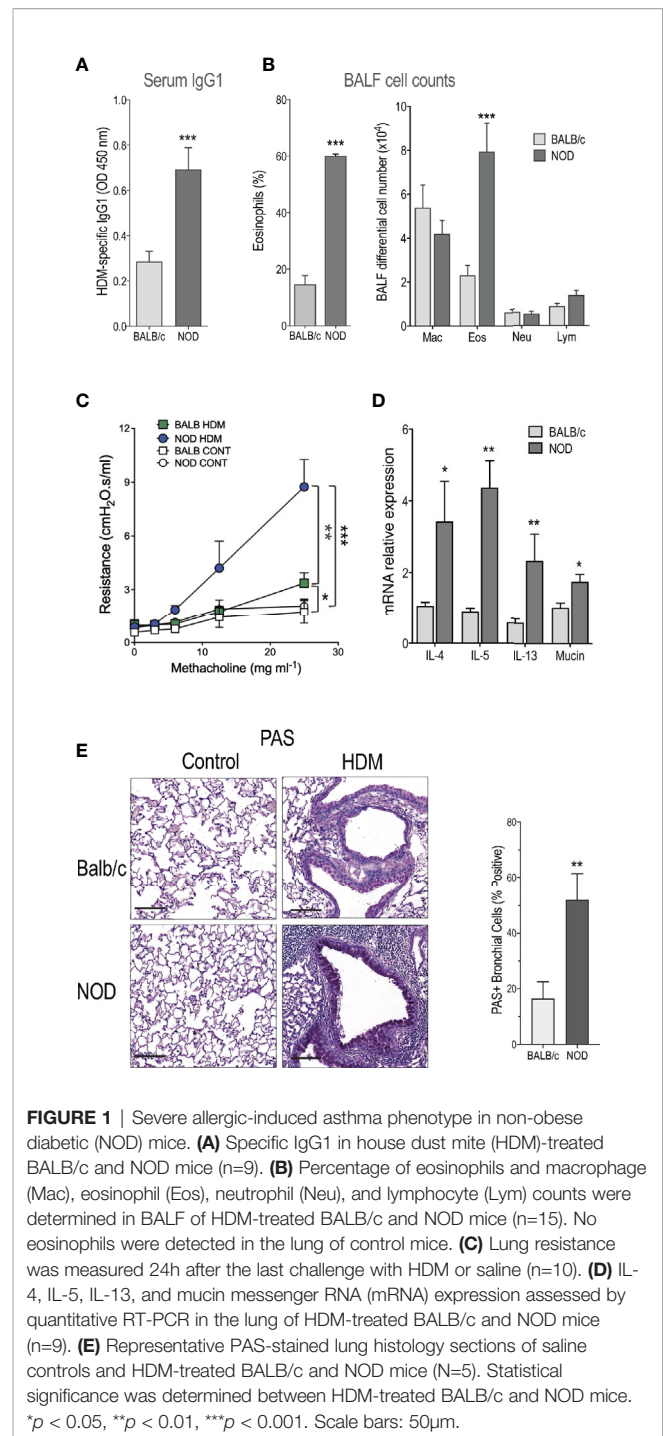 A
Serum IgG1
B
BALF cell counts
HDM-specific IgG1 (OD 450 nm)
1.0
0.8
0.6
0.4
0.2
0.0
***
BALB/c NOD
Eosinophils (%)
80
60
40
20
0
***
BALB/c NOD
BALF differential cell number (x10⁴)
10
8
6
4
2
0
***
BALB/c
NOD
Mac Eos Neu Lym
C
BALB HDM
NOD HDM
BALB CONT
NOD CONT
Resistance (cmH₂O.s/ml)
12
9
6
3
0
**
***
*
0 10 20 30
Methacholine (mg ml⁻¹)
D
BALB/c
NOD
mRNA relative expression
6
4
2
0
*
**
**
*
IL-4 IL-5 IL-13 Mucin
E
PAS
Control HDM
Balb/c
NOD
PAS+ Bronchial Cells (% Positive)
80
60
40
20
0
**
BALB/c NOD
FIGURE 1 | Severe allergic-induced asthma phenotype in non-obese
diabetic (NOD) mice. (A) Specific IgG1 in house dust mite (HDM)-treated
BALB/c and NOD mice (n=9). (B) Percentage of eosinophils and macrophage
(Mac), eosinophil (Eos), neutrophil (Neu), and lymphocyte (Lym) counts were
determined in BALF of HDM-treated BALB/c and NOD mice (n=15). No
eosinophils were detected in the lung of control mice. (C) Lung resistance
was measured 24h after the last challenge with HDM or saline (n=10). (D) IL-
4, IL-5, IL-13, and mucin messenger RNA (mRNA) expression assessed by
quantitative RT-PCR in the lung of HDM-treated BALB/c and NOD mice
(n=9). (E) Representative PAS-stained lung histology sections of saline
controls and HDM-treated BALB/c and NOD mice (N=5). Statistical
significance was determined between HDM-treated BALB/c and NOD mice.
*p < 0.05, **p < 0.01, ***p < 0.001. Scale bars: 50μm.